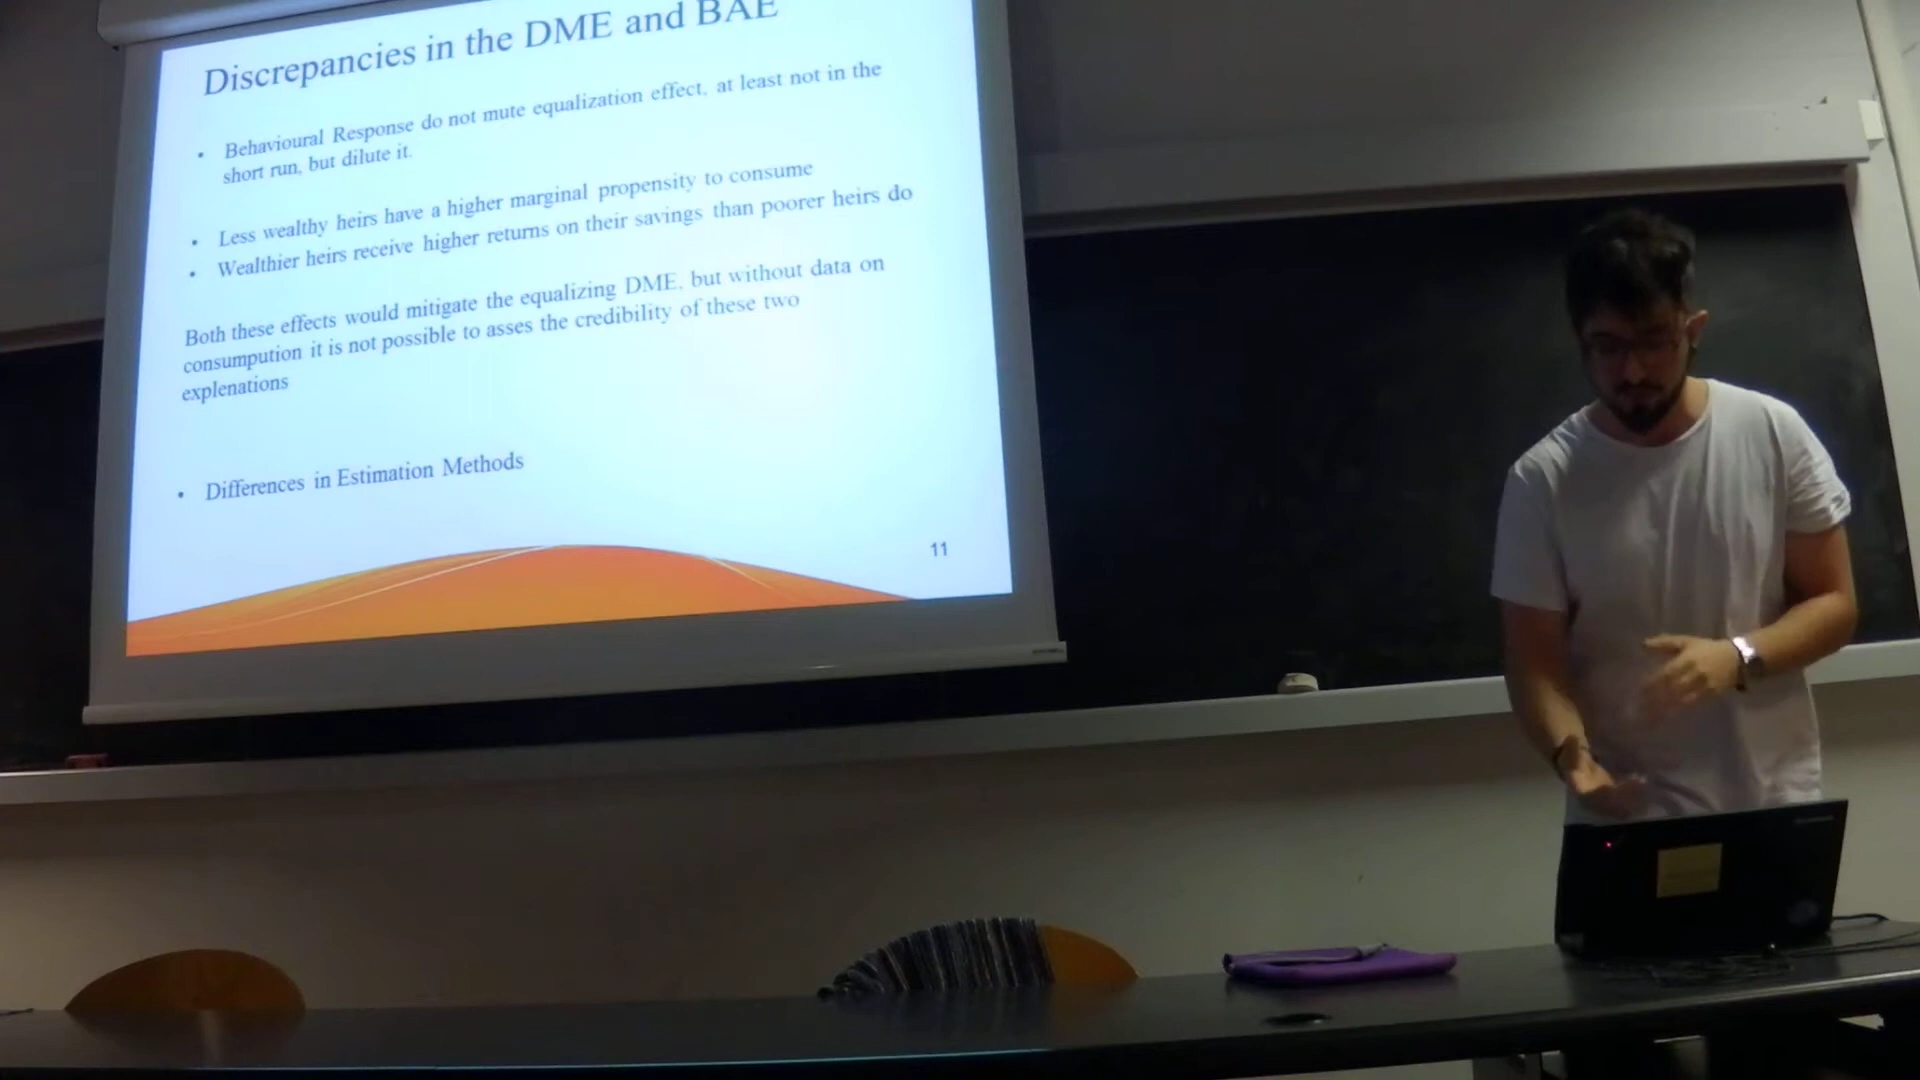 Discrepancies in the DME and BAE
• Behavioural Response do not mute equalization effect, at least not in the
short run, but dilute it.
• Less wealthy heirs have a higher marginal propensity to consume
• Wealthier heirs receive higher returns on their savings than poorer heirs do
Both these effects would mitigate the equalizing DME, but without data on
consumpution it is not possible to asses the credibility of these two
explenations
• Differences in Estimation Methods
11